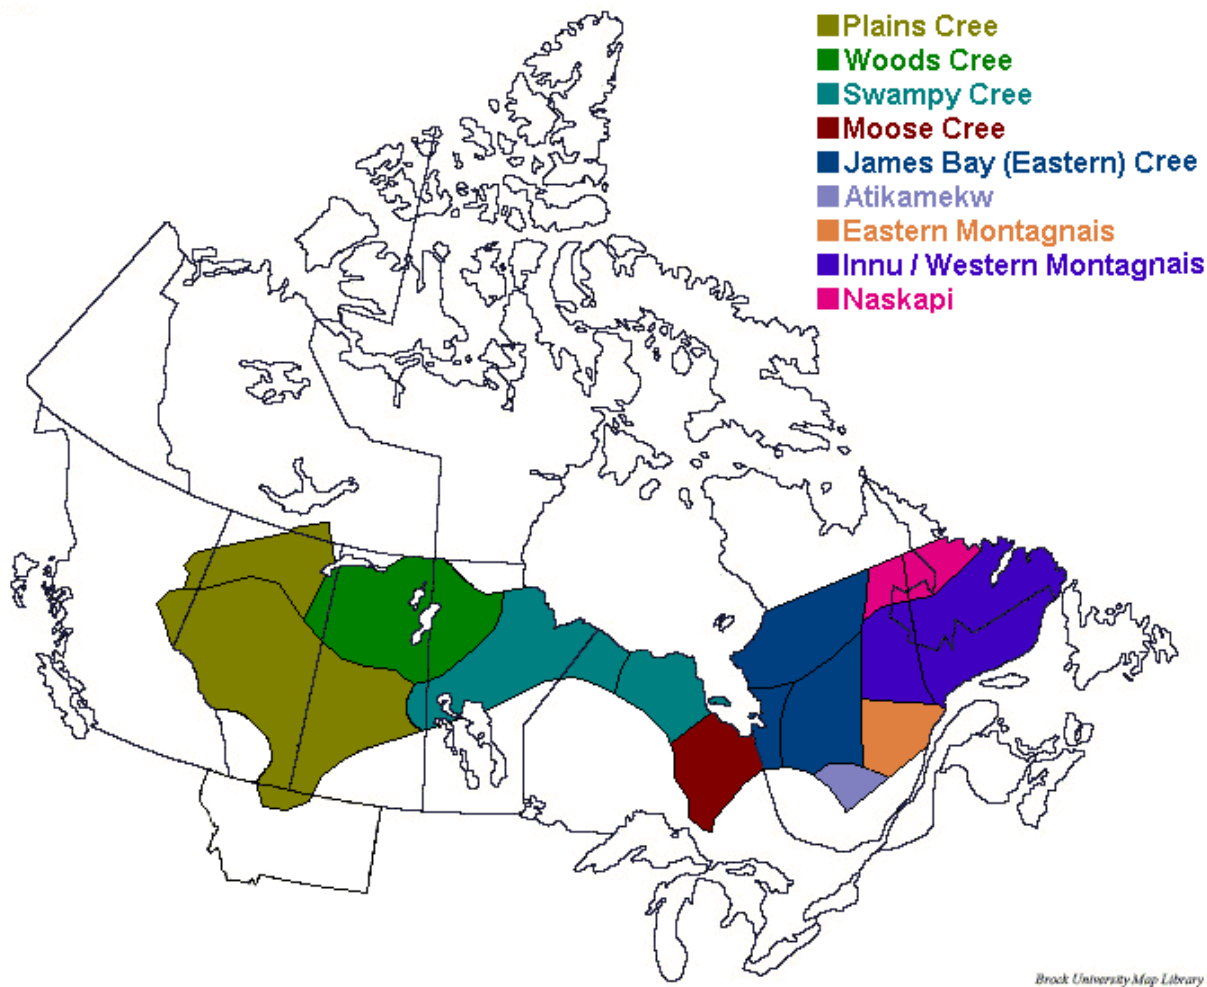 Plains Cree
Woods Cree
Swampy Cree
Moose Cree
James Bay (Eastern) Cree
Atikamekw
Eastern Montagnais
Innu / Western Montagnais
Naskapi
Brock University Map Library